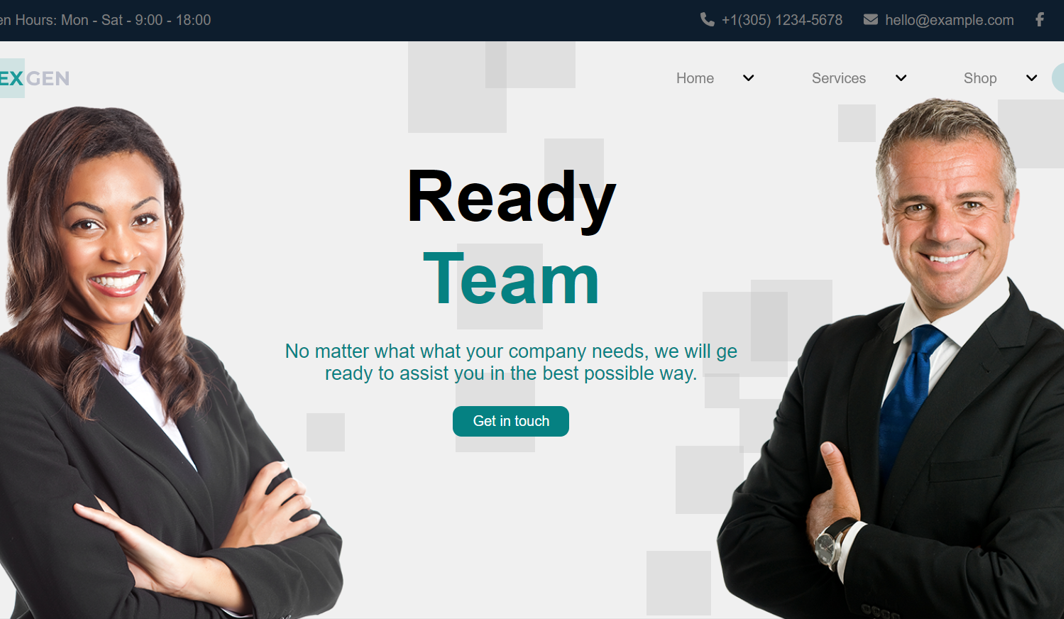 en Hours: Mon - Sat - 9:00 - 18:00
+1(305) 1234-5678
hello@example.com
EXGEN
Home
Services
Shop
Ready
Team
No matter what what your company needs, we will ge
ready to assist you in the best possible way.
Get in touch